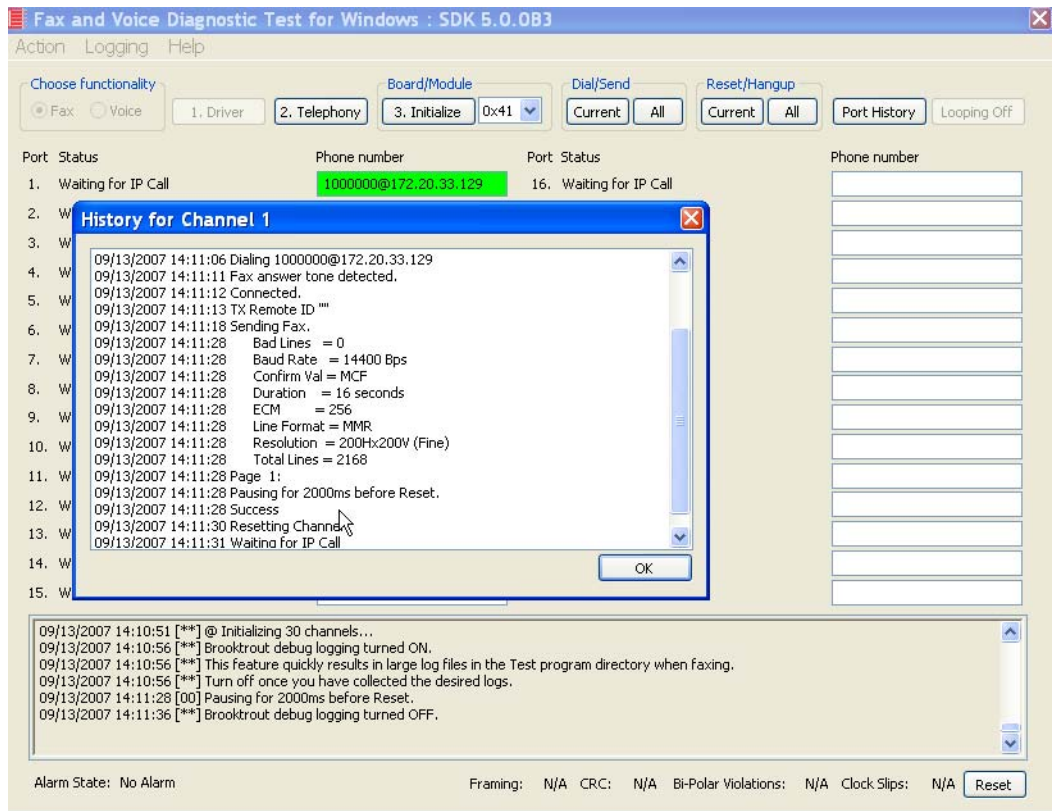 Fax and Voice Diagnostic Test for Windows : SDK 5.0.0B3
Action Logging Help
Choose functionality Board/Module Dial/Send Reset/Hangup
Fax Voice 1. Driver 2. Telephony 3. Initialize 0x41 Current All Current All Port History Looping Off
Port Status Phone number Port Status Phone number
1. Waiting for IP Call 1000000@172.20.33.129 16. Waiting for IP Call
2. W
History for Channel 1
3. W
09/13/2007 14:11:06 Dialing 1000000@172.20.33.129
09/13/2007 14:11:11 Fax answer tone detected.
4. W
09/13/2007 14:11:12 Connected.
09/13/2007 14:11:13 TX Remote ID ""
5. W
09/13/2007 14:11:18 Sending Fax.
6. W
09/13/2007 14:11:28 Bad Lines = 0
09/13/2007 14:11:28 Baud Rate = 14400 Bps
7. W
09/13/2007 14:11:28 Confirm Val = MCF
09/13/2007 14:11:28 Duration = 16 seconds
8. W
09/13/2007 14:11:28 ECM = 256
9. W
09/13/2007 14:11:28 Line Format = MMR
09/13/2007 14:11:28 Resolution = 200Hx200V (Fine)
10. W
09/13/2007 14:11:28 Total Lines = 2168
11. W
09/13/2007 14:11:28 Page 1:
09/13/2007 14:11:28 Pausing for 2000ms before Reset.
12. W
09/13/2007 14:11:28 Success
09/13/2007 14:11:30 Resetting Channel
13. W
09/13/2007 14:11:31 Waiting for IP Call
14. W
OK
15. W
09/13/2007 14:10:51 [**] @ Initializing 30 channels...
09/13/2007 14:10:56 [**] Brooktrout debug logging turned ON.
09/13/2007 14:10:56 [**] This feature quickly results in large log files in the Test program directory when faxing.
09/13/2007 14:10:56 [**] Turn off once you have collected the desired logs.
09/13/2007 14:11:28 [00] Pausing for 2000ms before Reset.
09/13/2007 14:11:36 [**] Brooktrout debug logging turned OFF.
Alarm State: No Alarm Framing: N/A CRC: N/A Bi-Polar Violations: N/A Clock Slips: N/A Reset